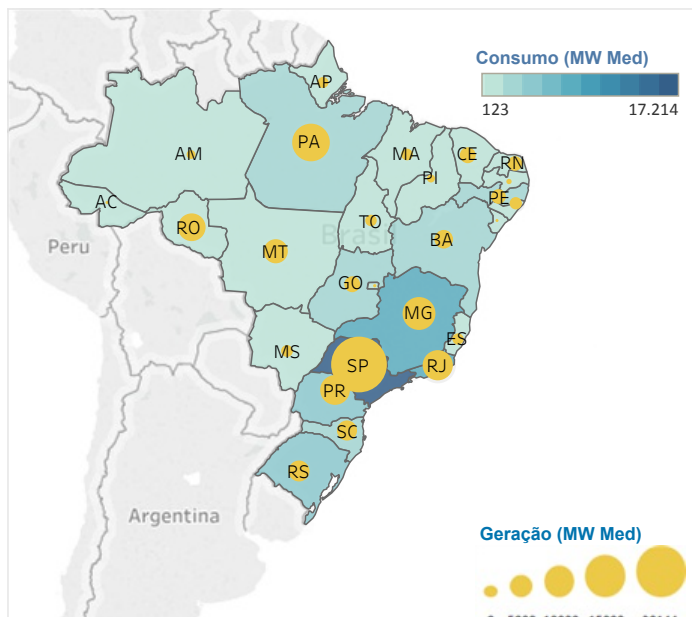 Consumo (MW Med)
123 17.214
AP
PA
AM
MA
CE
RN
PI
PE
AC
RO
TO
Brasil
Peru
MT
BA
GO
MG
MS
ES
SP
RJ
PR
SC
RS
Argentina
Geração (MW Med)